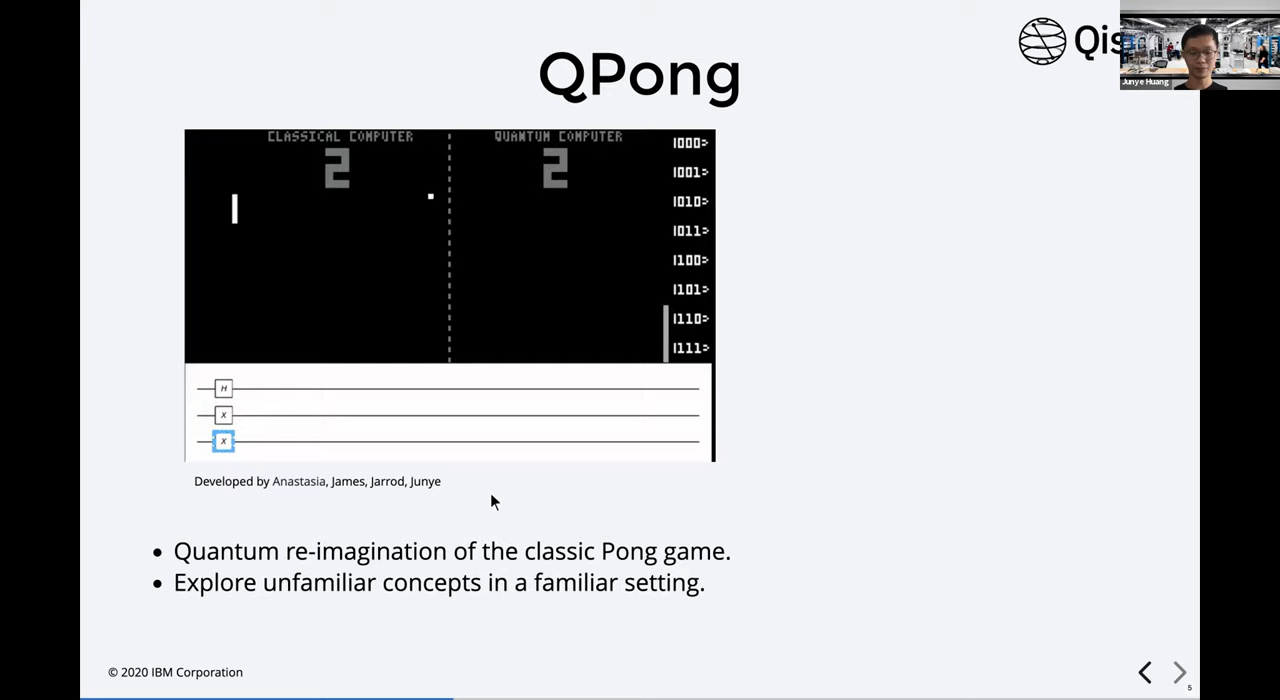 QPong
Qis
Junye Huang
CLASSICAL COMPUTER
QUANTUM COMPUTER
2
2
|000>
|001>
|010>
|011>
|100>
|101>
|110>
|111>
H
X
X
Developed by Anastasia, James, Jarrod, Junye
• Quantum re-imagination of the classic Pong game.
• Explore unfamiliar concepts in a familiar setting.
© 2020 IBM Corporation
5